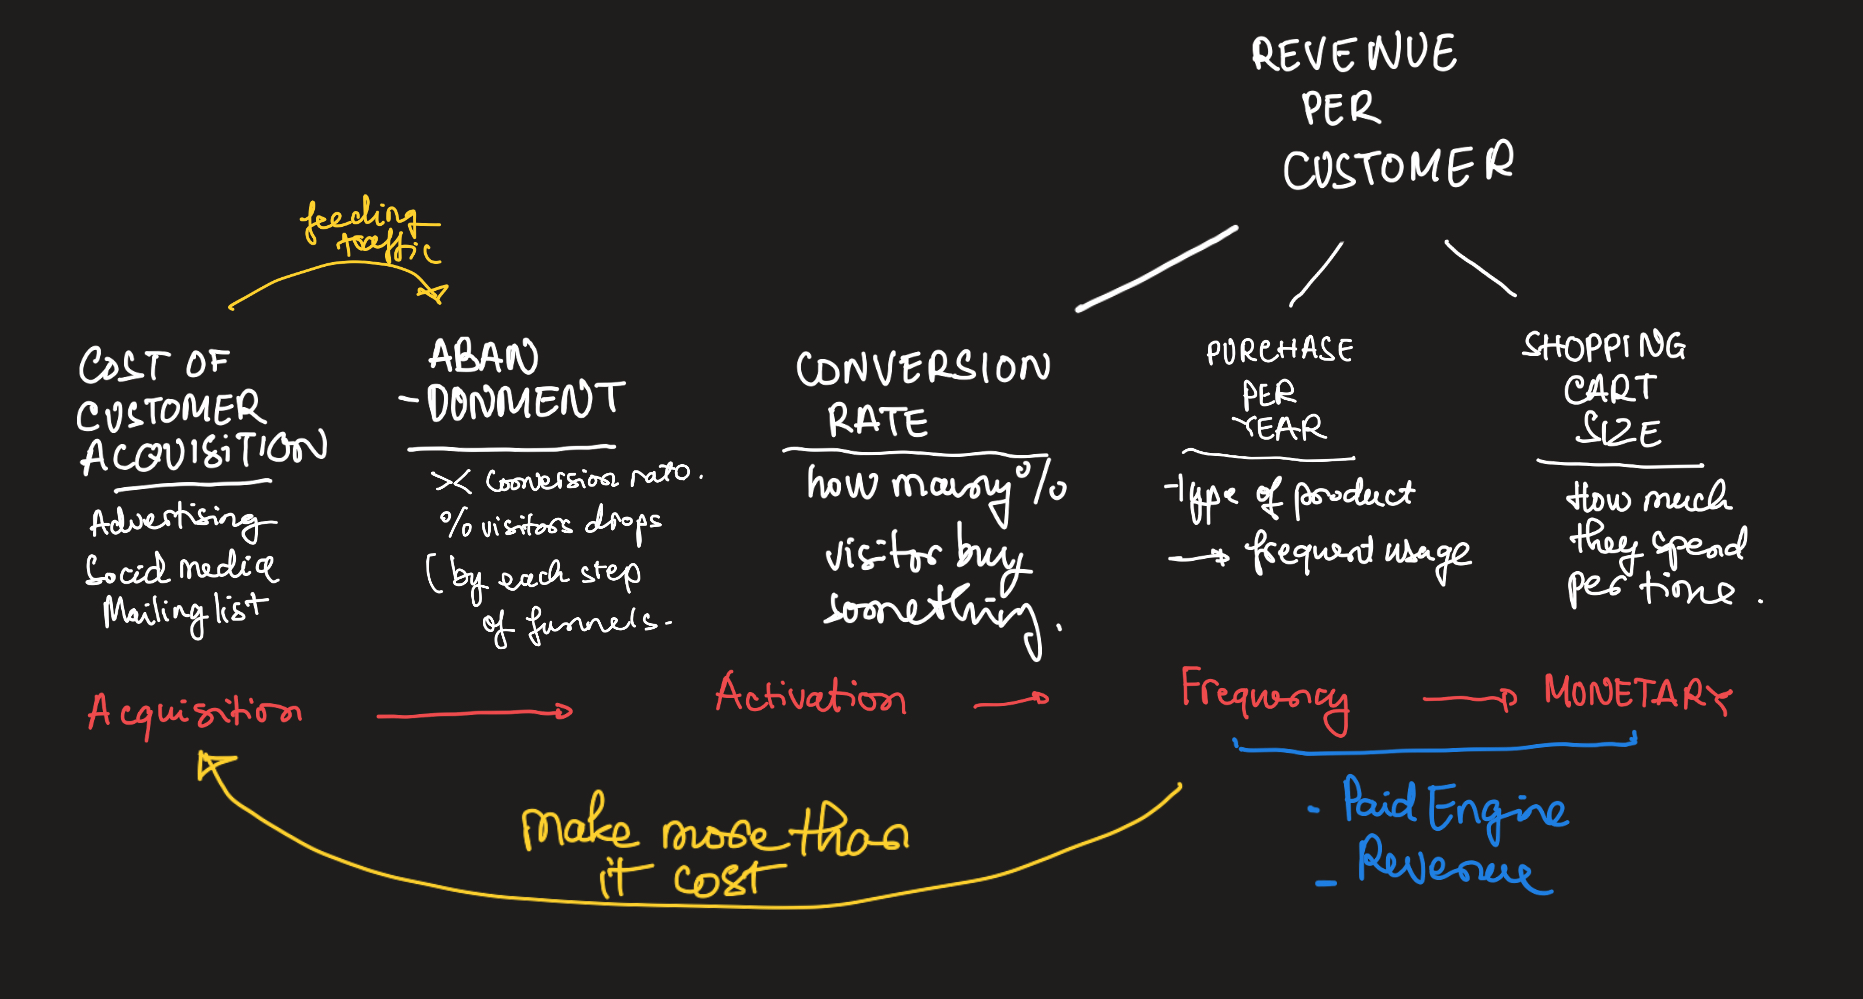 REVENUE
PER
CUSTOMER
feeding
traffic
COST OF
CUSTOMER
ACQUISITION
Advertising
Social media
Mailing list
ABAN
-DONMENT
>< Conversion rato.
% visitors drops
(by each step
of funnels.
CONVERSION
RATE
how many %
visitor buy
something.
PURCHASE
PER
YEAR
-Type of product
→ frequent usage
SHOPPING
CART
SIZE
How much
they spend
per time.
Acquisition → Activation → Frequency → MONETARY
make more than
it cost
- Paid Engine
- Revenue